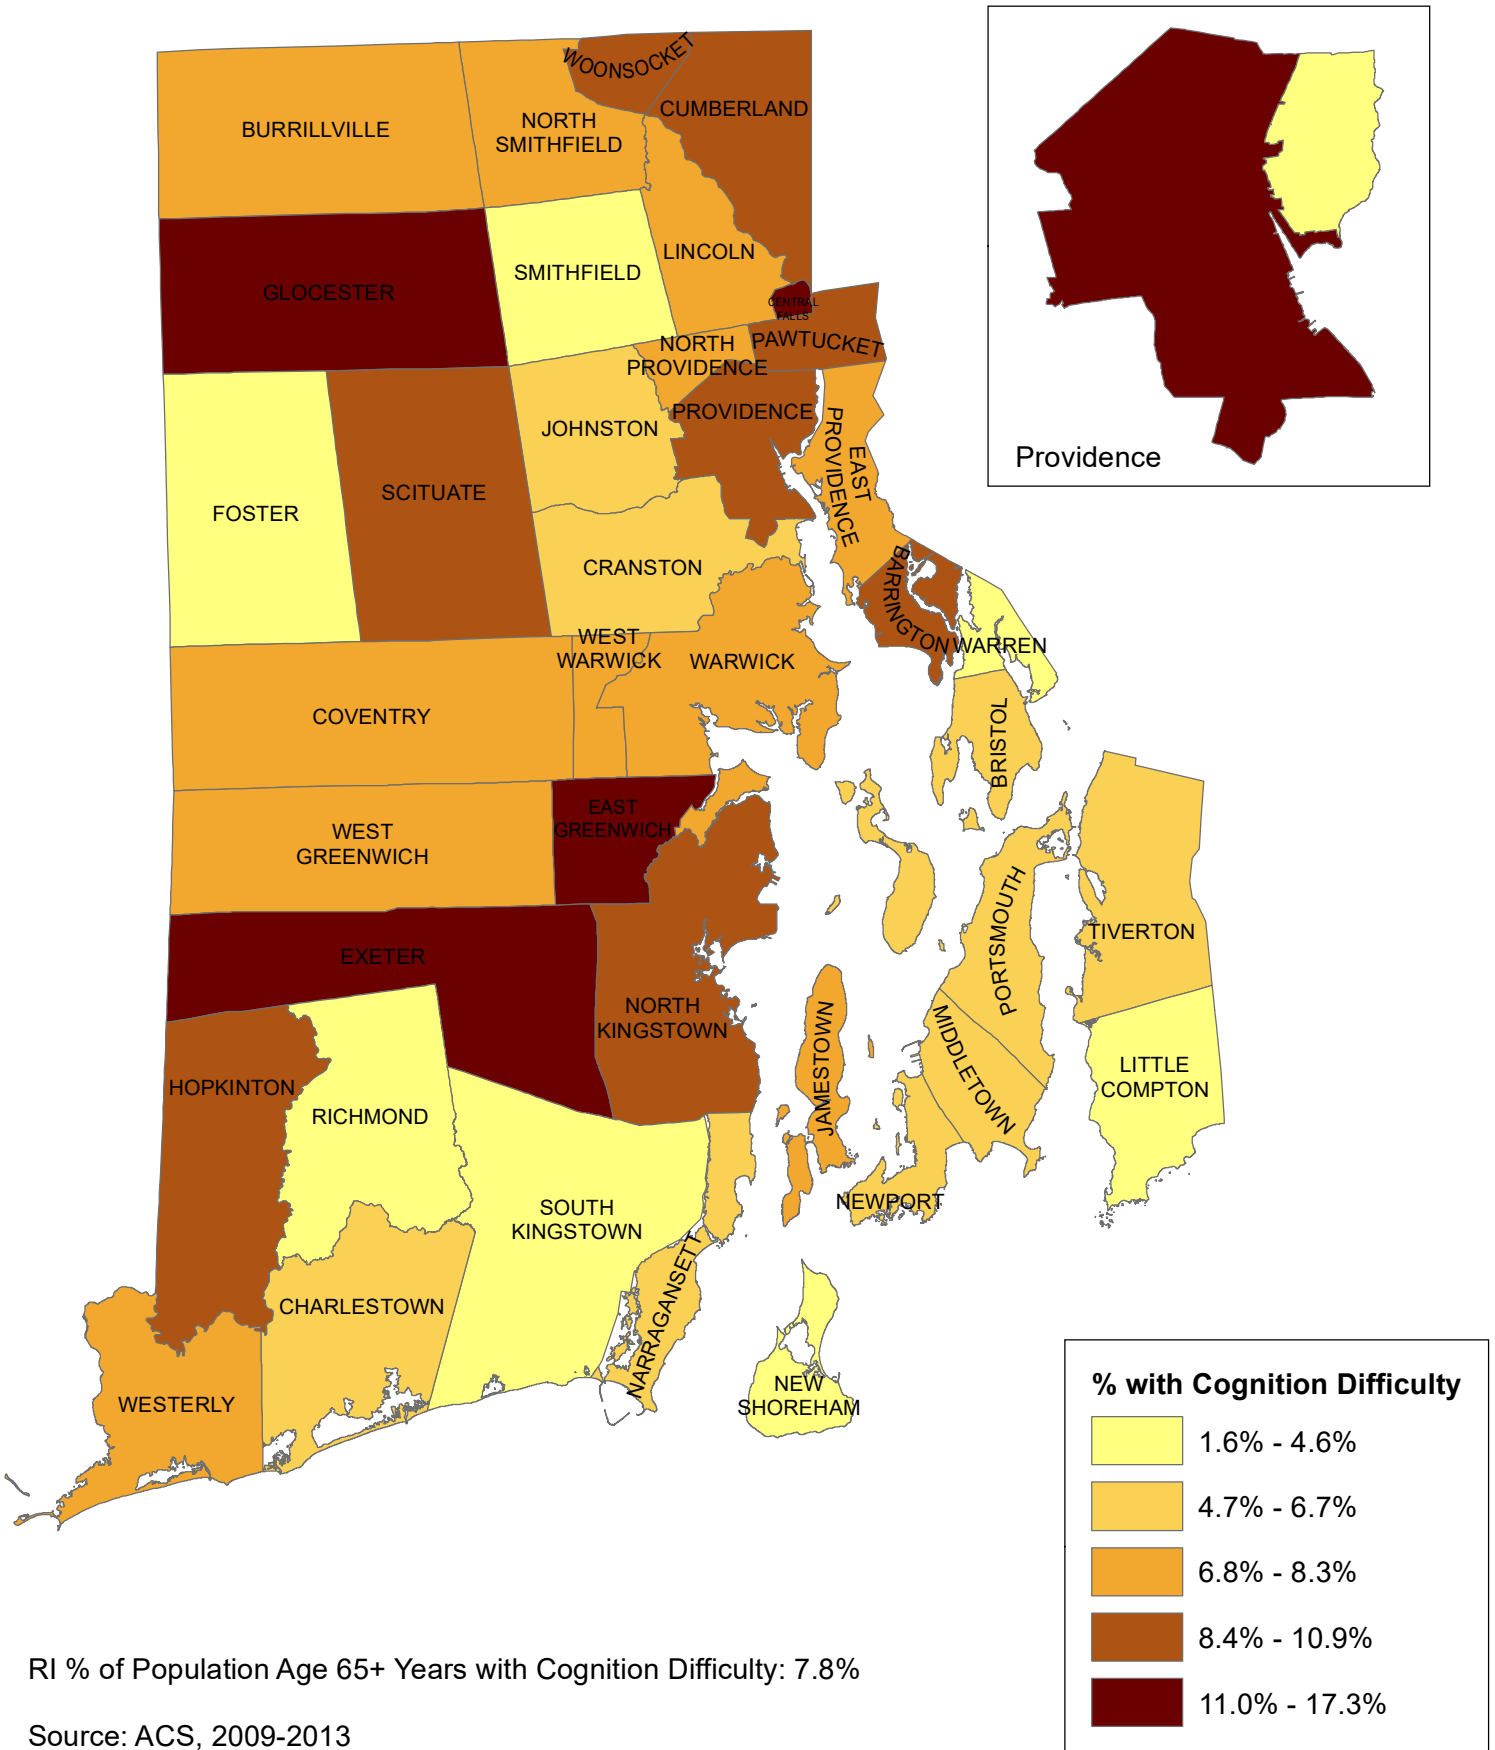 WOONSOCKET
CUMBERLAND
BURRILLVILLE
NORTH
SMITHFIELD
LINCOLN
SMITHFIELD
GLOCESTER
CENTRAL
FALLS
NORTH
PROVIDENCE
PAWTUCKET
PROVIDENCE
JOHNSTON
EAST
PROVIDENCE
SCITUATE
FOSTER
CRANSTON
BARRINGTON
WARREN
WEST
WARWICK
WARWICK
COVENTRY
BRISTOL
EAST
GREENWICH
WEST
GREENWICH
PORTSMOUTH
TIVERTON
EXETER
NORTH
KINGSTOWN
JAMESTOWN
MIDDLETOWN
LITTLE
COMPTON
HOPKINTON
RICHMOND
NEWPORT
SOUTH
KINGSTOWN
NARRAGANSETT
CHARLESTOWN
NEW
SHOREHAM
WESTERLY
Providence
% with Cognition Difficulty
1.6% - 4.6%
4.7% - 6.7%
6.8% - 8.3%
8.4% - 10.9%
11.0% - 17.3%
RI % of Population Age 65+ Years with Cognition Difficulty: 7.8%
Source: ACS, 2009-2013